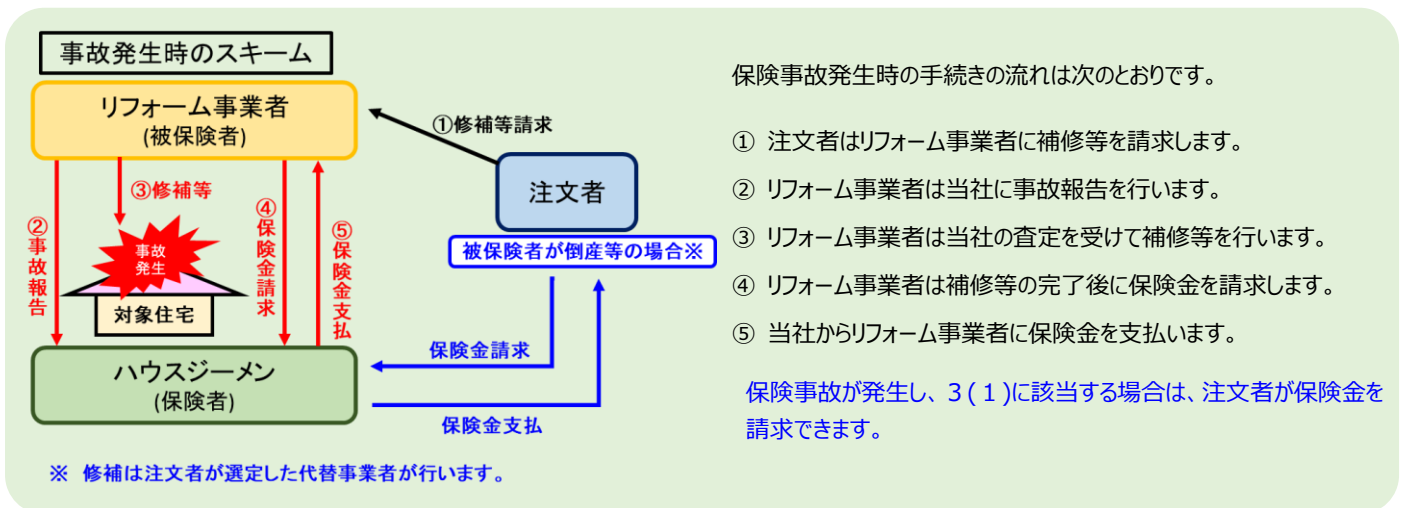 事故発生時のスキーム
リフォーム事業者
(被保険者)
①修補等請求
注文者
被保険者が倒産等の場合※
②事故報告
③修補等
事故
発生
対象住宅
④保険金請求
⑤保険金支払
ハウスジーメン
(保険者)
保険金請求
保険金支払
※ 修補は注文者が選定した代替事業者が行います。
保険事故発生時の手続きの流れは次のとおりです。
① 注文者はリフォーム事業者に補修等を請求します。
② リフォーム事業者は当社に事故報告を行います。
③ リフォーム事業者は当社の査定を受けて補修等を行います。
④ リフォーム事業者は補修等の完了後に保険金を請求します。
⑤ 当社からリフォーム事業者に保険金を支払います。
保険事故が発生し、3(1)に該当する場合は、注文者が保険金を
請求できます。